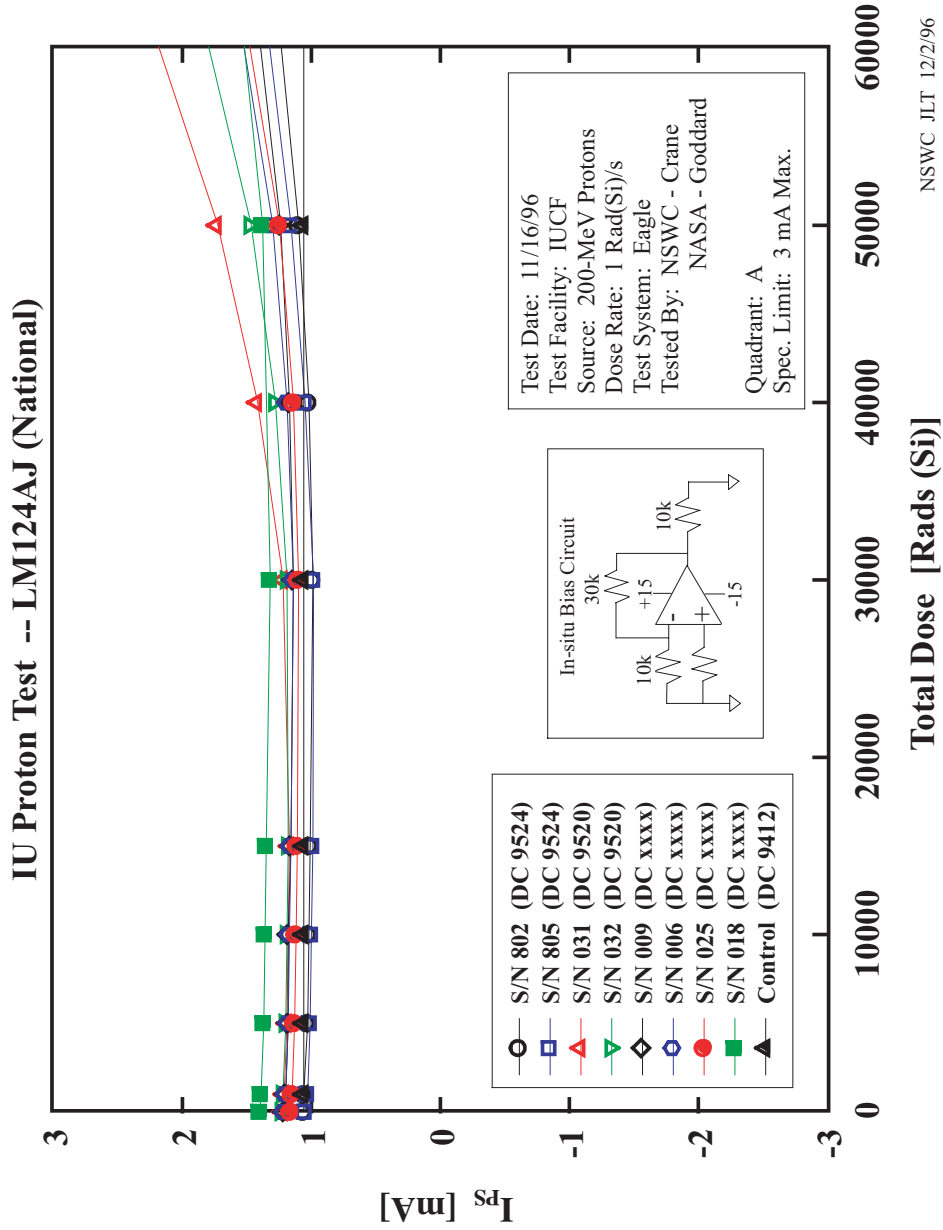 IU Proton Test -- LM124AJ (National)
I_PS [mA]
3
2
1
0
-1
-2
-3
0
10000
20000
30000
40000
50000
60000
Total Dose [Rads (Si)]
S/N 802 (DC 9524)
S/N 805 (DC 9524)
S/N 031 (DC 9520)
S/N 032 (DC 9520)
S/N 009 (DC xxxx)
S/N 006 (DC xxxx)
S/N 025 (DC xxxx)
S/N 018 (DC xxxx)
Control (DC 9412)
In-situ Bias Circuit
30k
+15
10k
-
+
10k
-15
Test Date: 11/16/96
Test Facility: IUCF
Source: 200-MeV Protons
Dose Rate: 1 Rad(Si)/s
Test System: Eagle
Tested By: NSWC - Crane
NASA - Goddard
Quadrant: A
Spec. Limit: 3 mA Max.
NSWC JLT 12/2/96